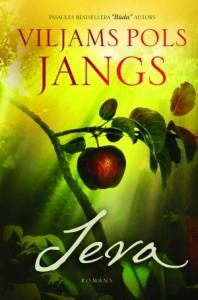 PASAULES BESTSELLERA "Būda" AUTORS
VILJAMS POLS
JANGS
Ieva
ROMĀNS